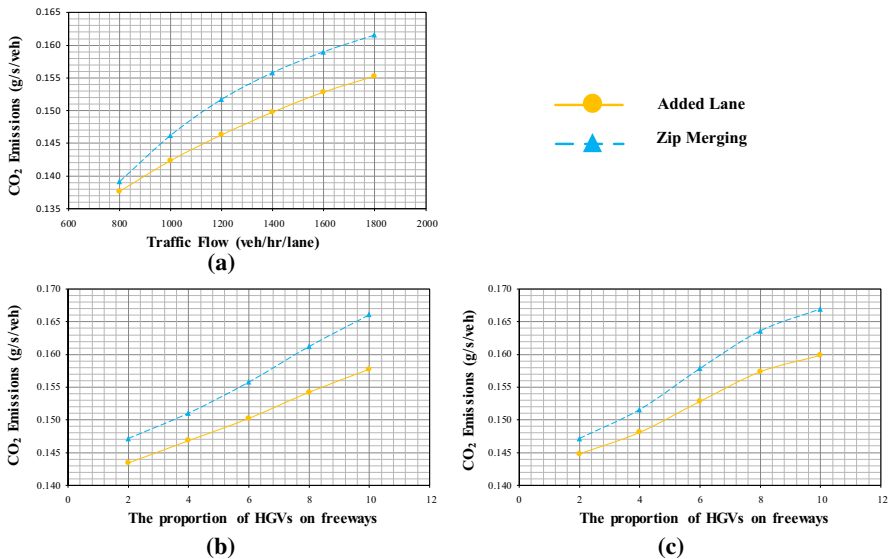 CO2 Emissions (g/s/veh)
0.165
0.160
0.155
0.150
0.145
0.140
0.135
600 800 1000 1200 1400 1600 1800 2000
Traffic Flow (veh/hr/lane)
(a)
Added Lane
Zip Merging
CO2 Emissions (g/s/veh)
0.170
0.165
0.160
0.155
0.150
0.145
0.140
0 2 4 6 8 10 12
The proportion of HGVs on freeways
(b)
CO2 Emissions (g/s/veh)
0.170
0.165
0.160
0.155
0.150
0.145
0.140
0 2 4 6 8 10 12
The proportion of HGVs on freeways
(c)